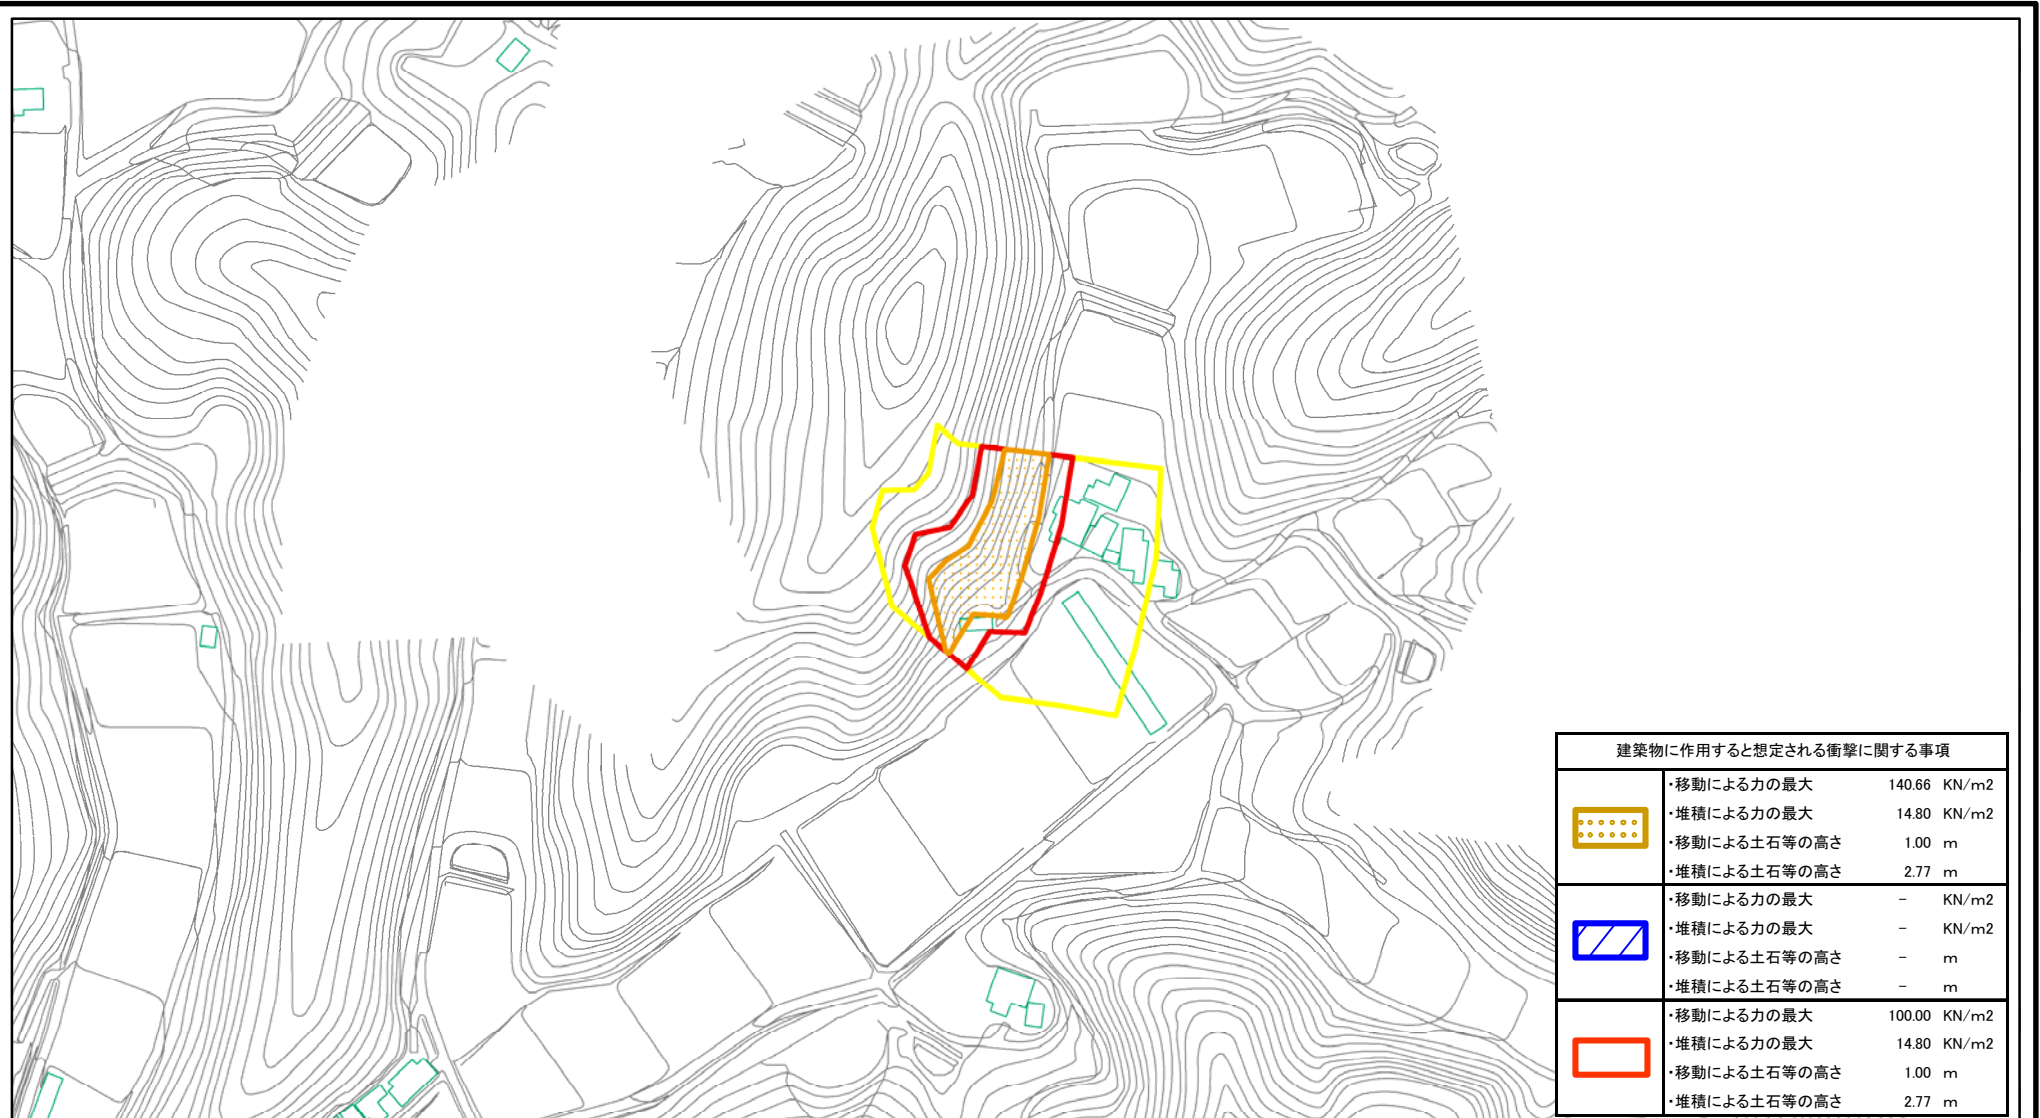 建築物に作用すると想定される衝撃に関する事項
・移動による力の最大 140.66 KN/m2
・堆積による力の最大 14.80 KN/m2
・移動による土石等の高さ 1.00 m
・堆積による土石等の高さ 2.77 m
・移動による力の最大 － KN/m2
・堆積による力の最大 － KN/m2
・移動による土石等の高さ － m
・堆積による土石等の高さ － m
・移動による力の最大 100.00 KN/m2
・堆積による力の最大 14.80 KN/m2
・移動による土石等の高さ 1.00 m
・堆積による土石等の高さ 2.77 m